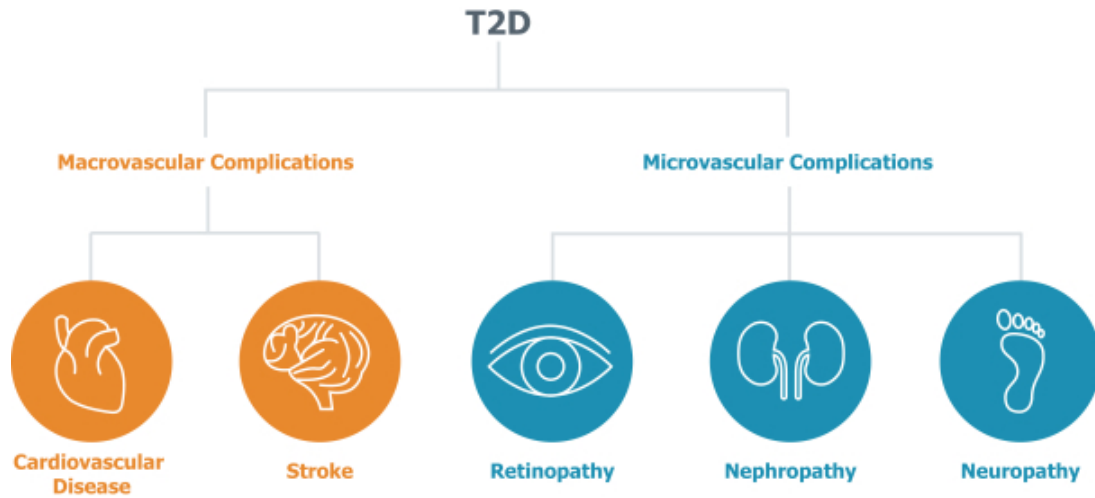 T2D
Macrovascular Complications
Microvascular Complications
Cardiovascular
Disease
Stroke
Retinopathy
Nephropathy
Neuropathy